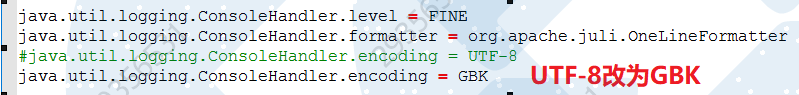 java.util.logging.ConsoleHandler.level = FINE
java.util.logging.ConsoleHandler.formatter = org.apache.juli.OneLineFormatter
#java.util.logging.ConsoleHandler.encoding = UTF-8
java.util.logging.ConsoleHandler.encoding = GBK UTF-8改为GBK